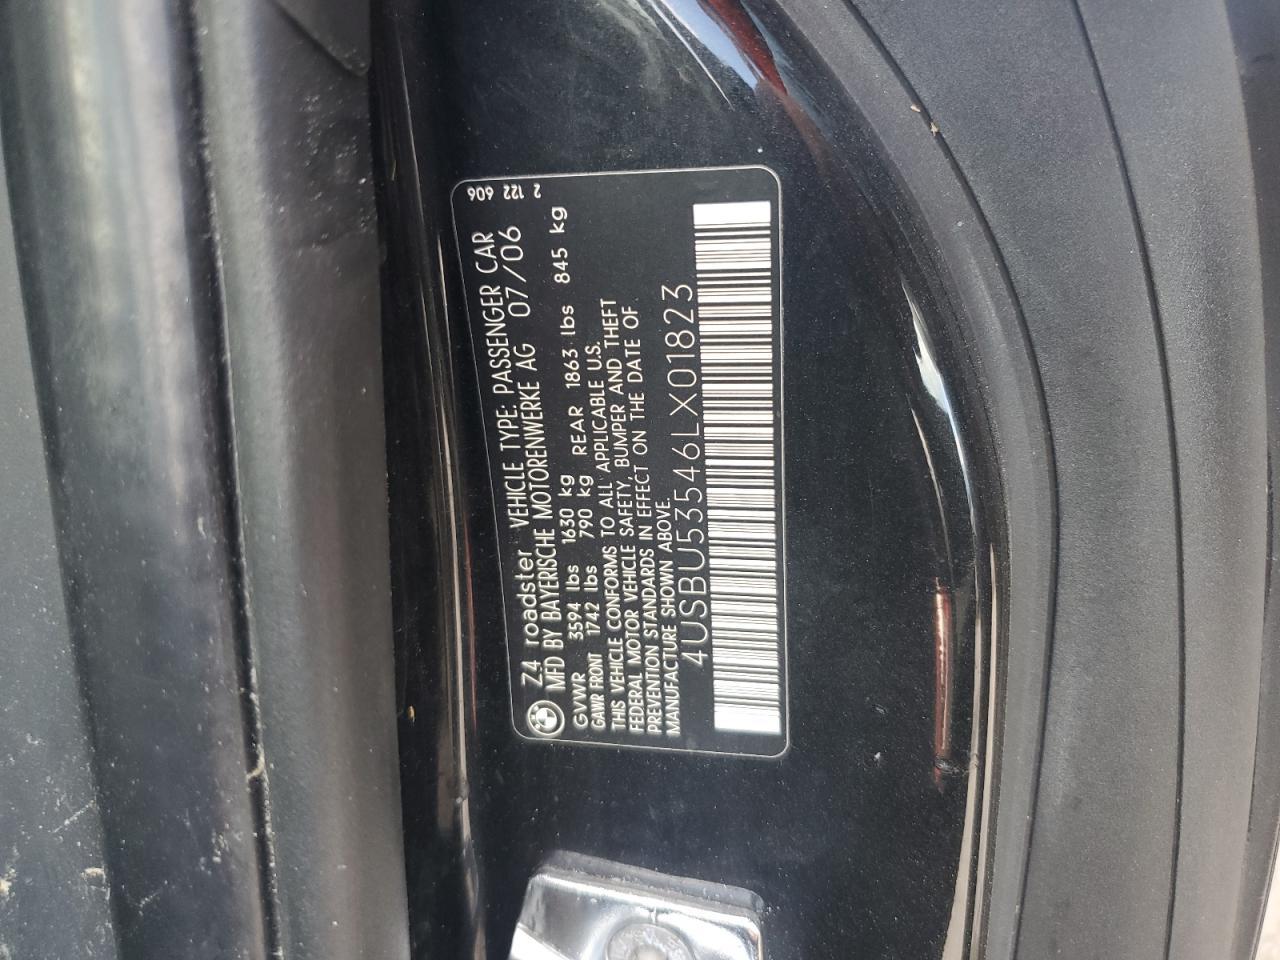 Z4 roadster VEHICLE TYPE: PASSENGER CAR
MFD BY BAYERISCHE MOTORENWERKE AG 07/06
GVWR 3594 lbs 1630 kg
GAWR FRONT 1742 lbs 790 kg REAR 1863 lbs 845 kg
THIS VEHICLE CONFORMS TO ALL APPLICABLE U.S.
FEDERAL MOTOR VEHICLE SAFETY, BUMPER AND THEFT
PREVENTION STANDARDS IN EFFECT ON THE DATE OF
MANUFACTURE SHOWN ABOVE.
4USBU53546LX01823
2 122 606